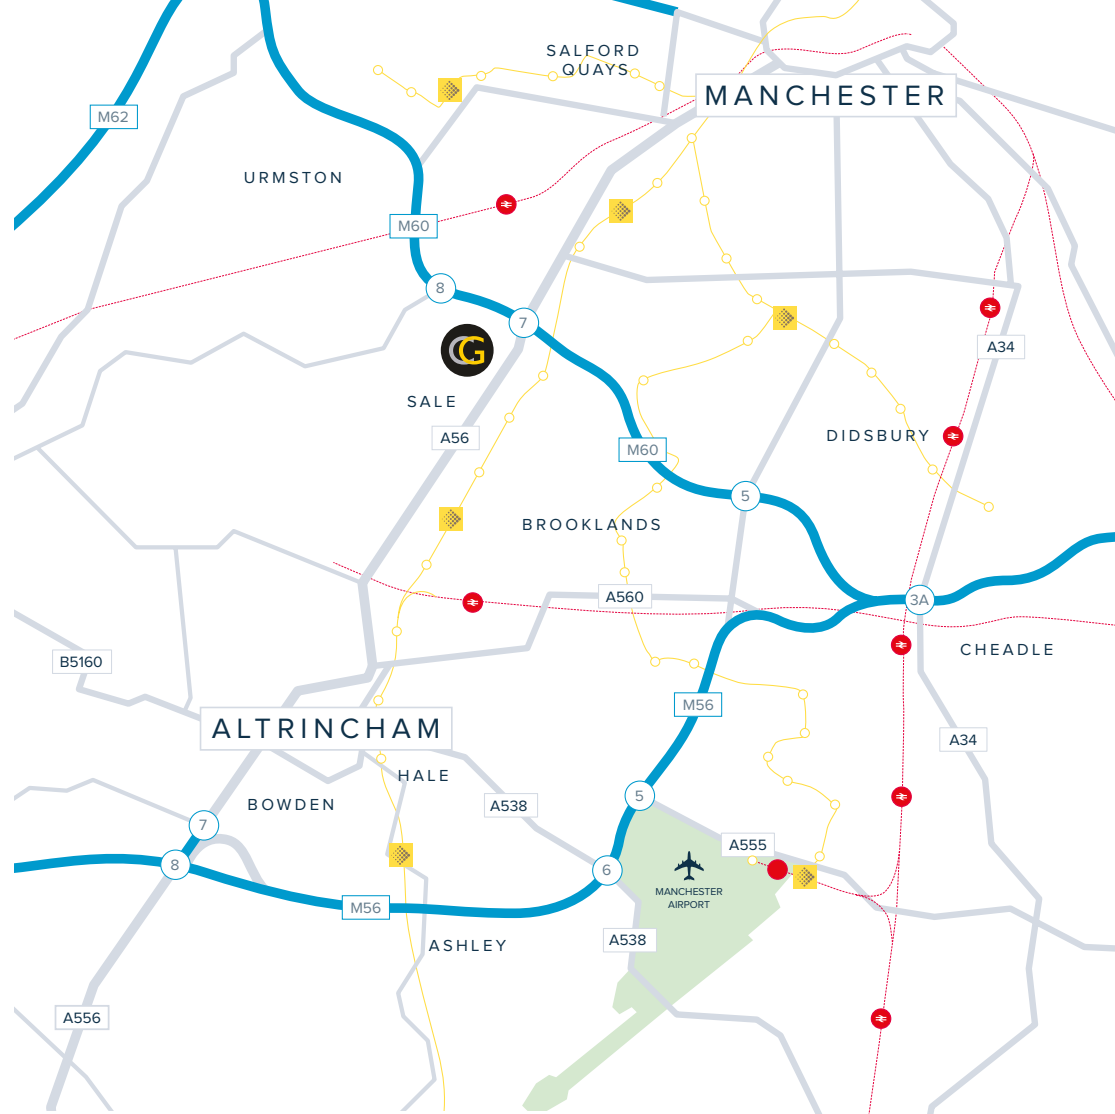 SALFORD
QUAYS
MANCHESTER
M62
URMSTON
M60
8
7
CG
A34
SALE
A56
DIDSBURY
M60
5
BROOKLANDS
A560
3A
CHEADLE
B5160
M56
ALTRINCHAM
A34
HALE
BOWDEN
A538
5
7
8
6
A555
MANCHESTER
AIRPORT
M56
A538
ASHLEY
A556